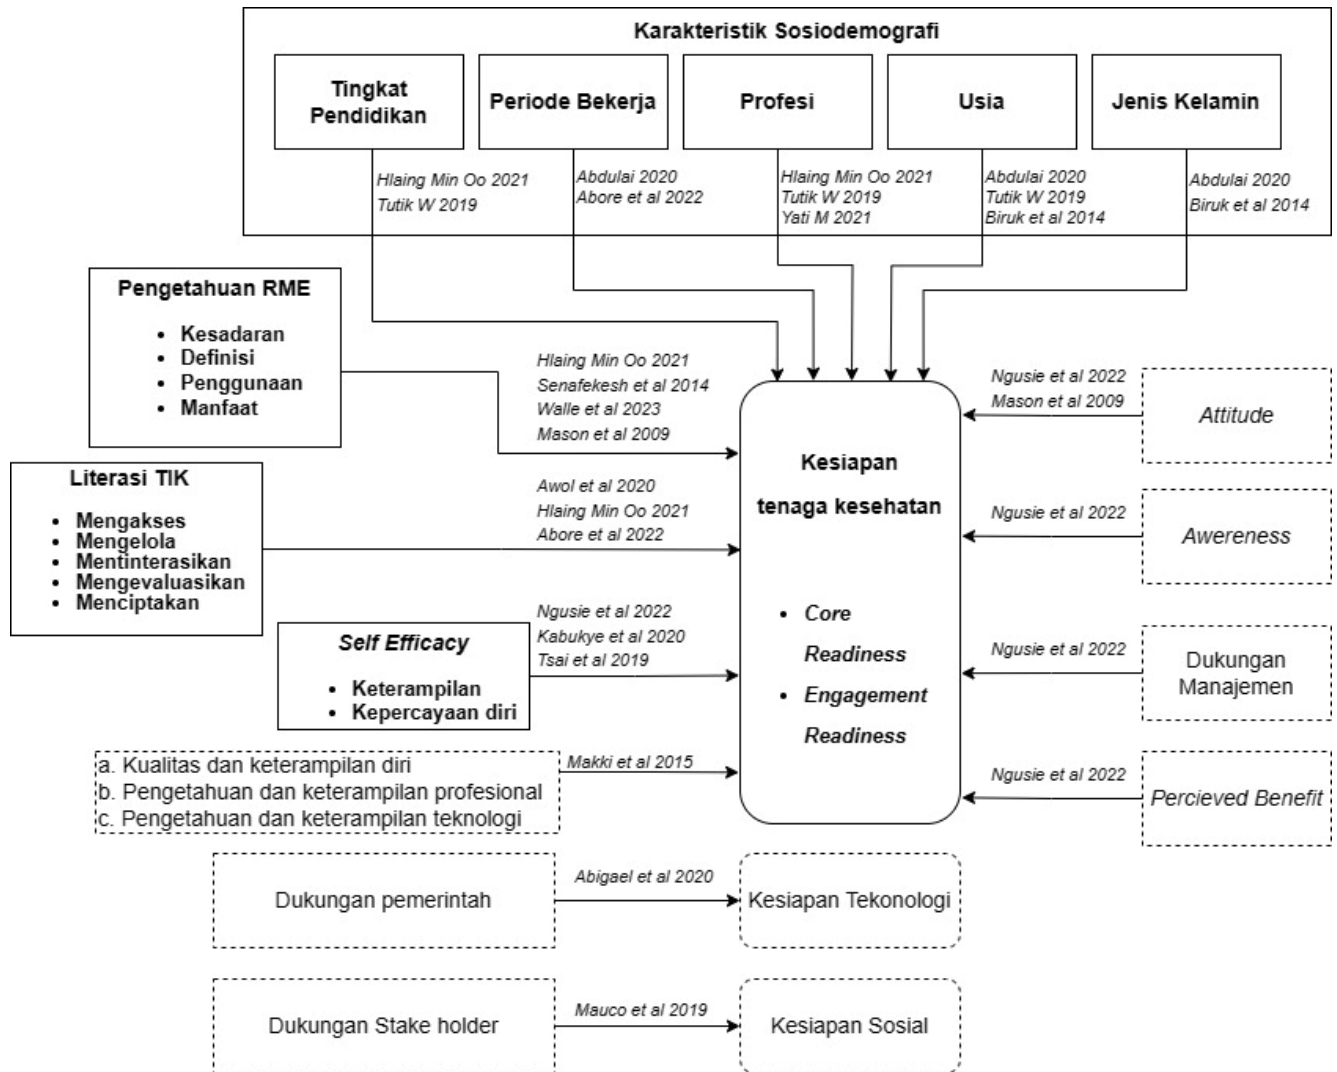 Karakteristik Sosiodemografi
Tingkat
Pendidikan
Periode Bekerja
Profesi
Usia
Jenis Kelamin
Hlaing Min Oo 2021
Tutik W 2019
Abdulai 2020
Abore et al 2022
Hlaing Min Oo 2021
Tutik W 2019
Yati M 2021
Abdulai 2020
Tutik W 2019
Biruk et al 2014
Abdulai 2020
Biruk et al 2014
Pengetahuan RME
• Kesadaran
• Definisi
• Penggunaan
• Manfaat
Hlaing Min Oo 2021
Senafekesh et al 2014
Walle et al 2023
Mason et al 2009
Literasi TIK
• Mengakses
• Mengelola
• Mentinterasikan
• Mengevaluasikan
• Menciptakan
Awol et al 2020
Hlaing Min Oo 2021
Abore et al 2022
Self Efficacy
• Keterampilan
• Kepercayaan diri
Ngusie et al 2022
Kabukye et al 2020
Tsai et al 2019
a. Kualitas dan keterampilan diri
b. Pengetahuan dan keterampilan profesional
c. Pengetahuan dan keterampilan teknologi
Makki et al 2015
Kesiapan
tenaga kesehatan
• Core
Readiness
• Engagement
Readiness
Ngusie et al 2022
Mason et al 2009
Attitude
Ngusie et al 2022
Awereness
Ngusie et al 2022
Dukungan
Manajemen
Ngusie et al 2022
Percieved Benefit
Dukungan pemerintah
Abigael et al 2020
Kesiapan Tekonologi
Dukungan Stake holder
Mauco et al 2019
Kesiapan Sosial